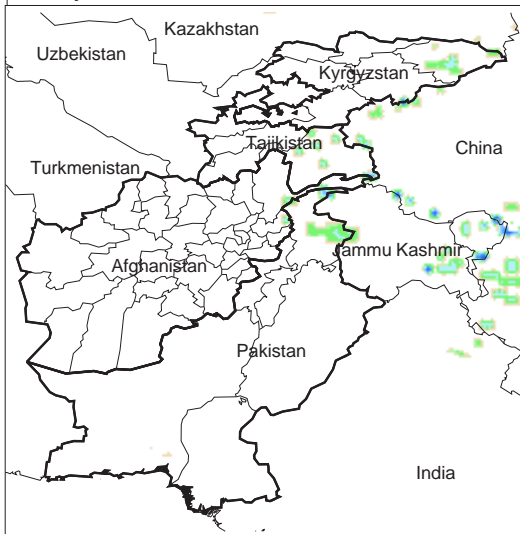 Kazakhstan
Uzbekistan
Kyrgyzstan
Tajikistan
China
Turkmenistan
Jammu Kashmir
Afghanistan
Pakistan
India